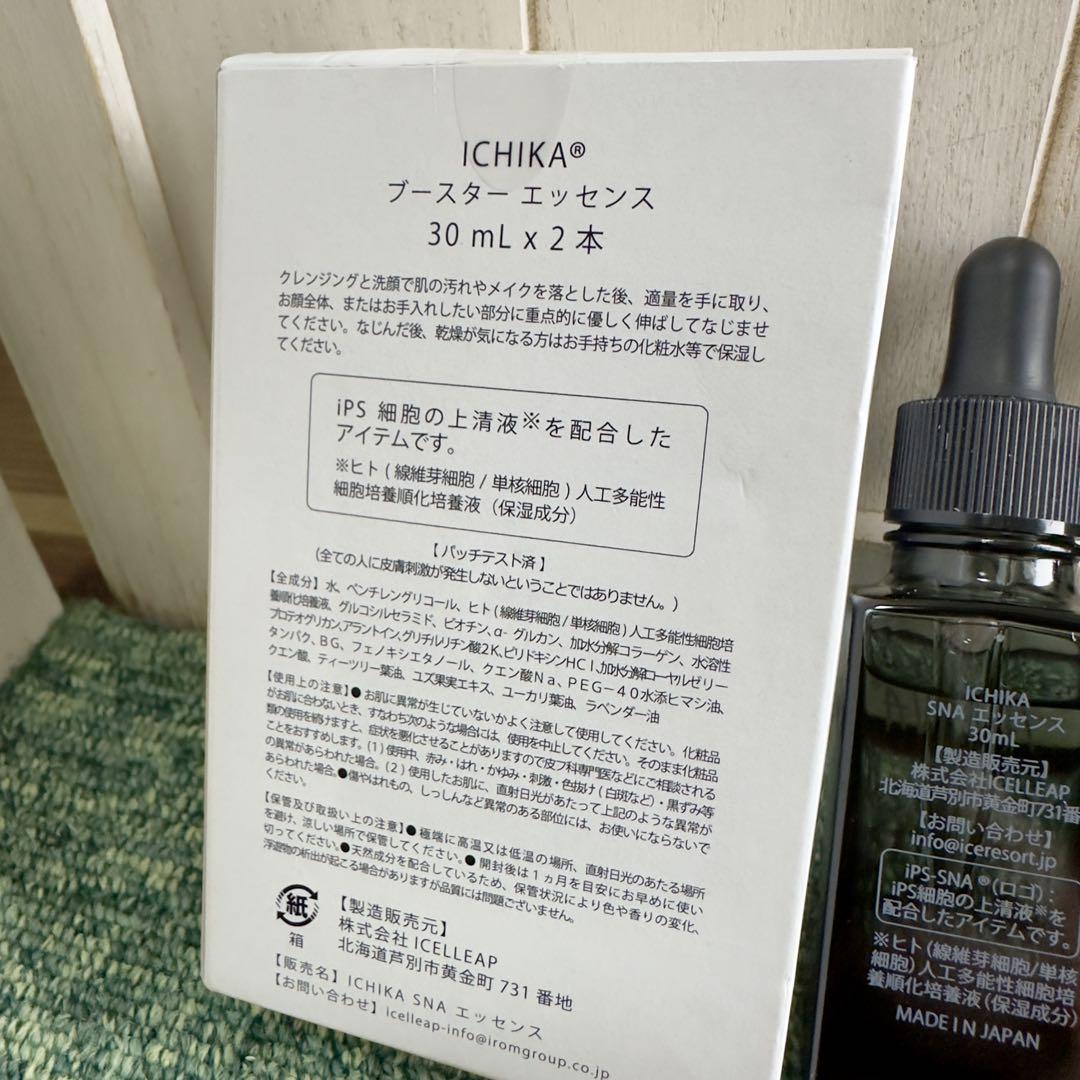 ICHIKA®
ブースター エッセンス
30 mL x 2 本
クレンジングと洗顔で肌の汚れやメイクを落とした後、適量を手に取り、
お顔全体、またはお手入れしたい部分に重点的に優しく伸ばしてなじませ
てください。なじんだ後、乾燥が気になる方はお手持ちの化粧水等で保湿し
てください。
iPS 細胞の上清液※を配合した
アイテムです。
※ヒト ( 線維芽細胞 / 単核細胞 ) 人工多能性
細胞培養順化培養液（保湿成分）
【 パッチテスト済 】
（全ての人に皮膚刺激が発生しないということではありません。）
【全成分】水、ペンチレングリコール、ヒト ( 線維芽細胞 / 単核細胞 ) 人工多能性細胞培
養順化培養液、グルコシルセラミド、ビオチン、α- グルカン、加水分解コラーゲン、水溶性
プロテオグリカン、アラントイン、グリチルリチン酸2K、ピリドキシンHCl、加水分解ローヤルゼリー
タンパク、BG、フェノキシエタノール、クエン酸Na、PEG－40水添ヒマシ油、
クエン酸、ティーツリー葉油、ユズ果実エキス、ユーカリ葉油、ラベンダー油
【使用上の注意】● お肌に異常が生じていないかよく注意して使用してください。化粧品
がお肌に合わないとき、すなわち次のような場合には、使用を中止してください。そのまま化粧品
類の使用を続けますと、症状を悪化させることがありますので皮フ科専門医などにご相談される
ことをおすすめします。(1) 使用中、赤み・はれ・かゆみ・刺激・色抜け ( 白斑など )・黒ずみ等
の異常があらわれた場合。(2) 使用したお肌に、直射日光があたって上記のような異常が
あらわれた場合。●傷やはれもの、しっしんなど異常のある部位には、お使いにならないで
ください。
【保管及び取扱い上の注意】● 極端に高温又は低温の場所、直射日光のあたる場所
を避け、涼しい場所で保管してください。● 開封後は 1 ヵ月を目安にお早めに使い
切ってください。●天然成分を配合しているため、保管状況により色や香りの変化、
浮遊物の析出が起こる場合がありますが品質には問題ございません。
紙
箱
【製造販売元】
株式会社 ICELLEAP
北海道芦別市黄金町 731 番地
【販売名】ICHIKA SNA エッセンス
【お問い合わせ】icelleap-info@iromgroup.co.jp
ICHIKA
SNA エッセンス
30mL
【製造販売元】
株式会社ICELLEAP
北海道芦別市黄金町731番
【お問い合わせ】
info@iceresort.jp
iPS-SNA ®(ロゴ) :
iPS細胞の上清液※を
配合したアイテムです。
※ヒト (線維芽細胞/単核
細胞) 人工多能性細胞培
養順化培養液(保湿成分)
MADE IN JAPAN